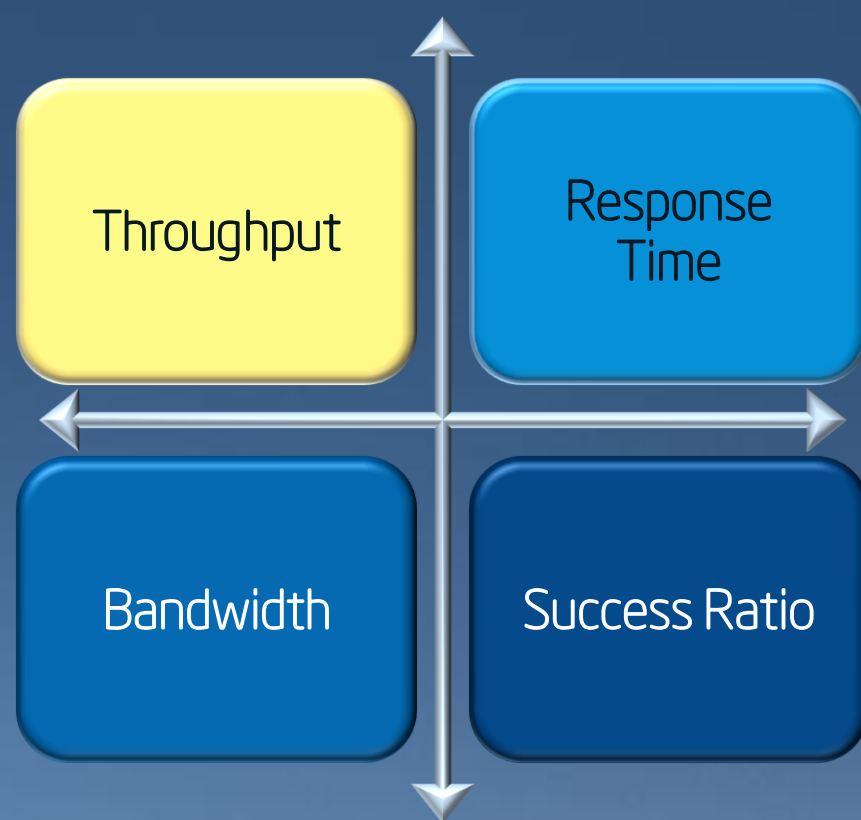 Throughput
Response
Time
Bandwidth
Success Ratio